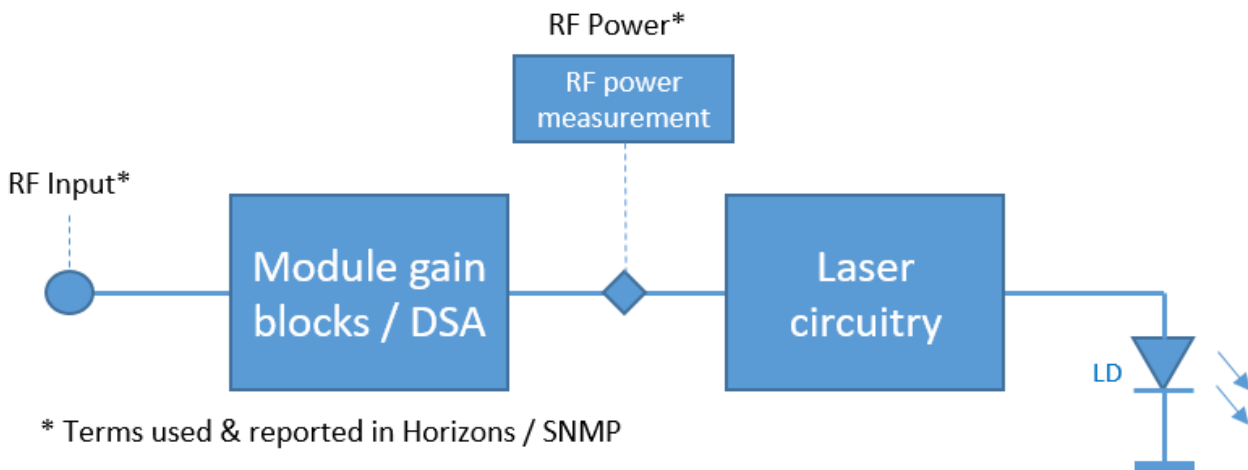 RF Power*
RF power
measurement
RF Input*
Module gain
blocks / DSA
Laser
circuitry
LD
* Terms used & reported in Horizons / SNMP